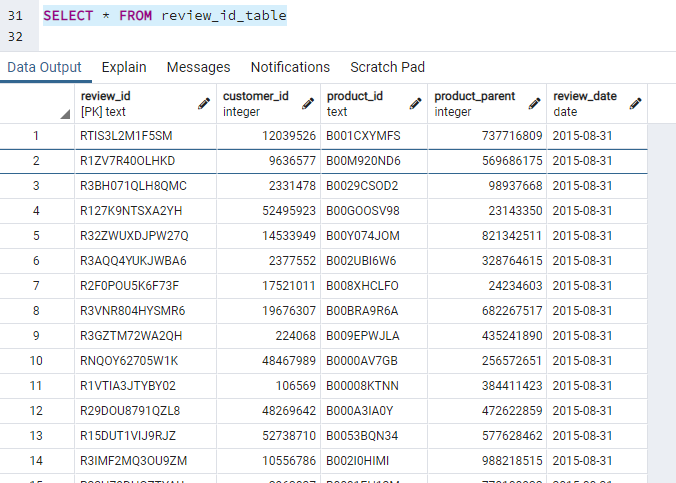 31 SELECT * FROM review_id_table
32
Data Output Explain Messages Notifications Scratch Pad
review_id customer_id product_id product_parent review_date
[PK] text integer text integer date
1 RTIS3L2M1F5SM 12039526 B001CXYMFS 737716809 2015-08-31
2 R1ZV7R40OLHKD 9636577 B00M920ND6 569686175 2015-08-31
3 R3BH071QLH8QMC 2331478 B0029CSOD2 98937668 2015-08-31
4 R127K9NTSXA2YH 52495923 B00GOOSV98 23143350 2015-08-31
5 R32ZWUXDJPW27Q 14533949 B00Y074JOM 821342511 2015-08-31
6 R3AQQ4YUKJWBA6 2377552 B002UBI6W6 328764615 2015-08-31
7 R2F0POU5K6F73F 17521011 B008XHCLFO 24234603 2015-08-31
8 R3VNR804HYSMR6 19676307 B00BRA9R6A 682267517 2015-08-31
9 R3GZTM72WA2QH 224068 B009EPWJLA 435241890 2015-08-31
10 RNQOY62705W1K 48467989 B0000AV7GB 256572651 2015-08-31
11 R1VTIA3JTYBY02 106569 B00008KTNN 384411423 2015-08-31
12 R29DOU8791QZL8 48269642 B000A3IA0Y 472622859 2015-08-31
13 R15DUT1VIJ9RJZ 52738710 B0053BQN34 577628462 2015-08-31
14 R3IMF2MQ3OU9ZM 10556786 B002I0HIMI 988218515 2015-08-31